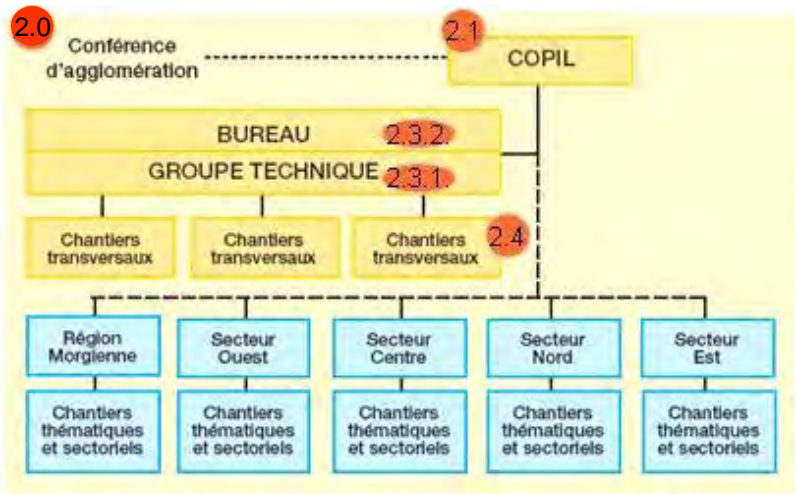 2.0
Conférence
d'agglomération
2.1
COPIL
BUREAU 2.3.2.
GROUPE TECHNIQUE 2.3.1.
Chantiers
transversaux
Chantiers
transversaux
Chantiers
transversaux
2.4
Région
Morgienne
Secteur
Ouest
Secteur
Centre
Secteur
Nord
Secteur
Est
Chantiers
thématiques
et sectoriels
Chantiers
thématiques
et sectoriels
Chantiers
thématiques
et sectoriels
Chantiers
thématiques
et sectoriels
Chantiers
thématiques
et sectoriels